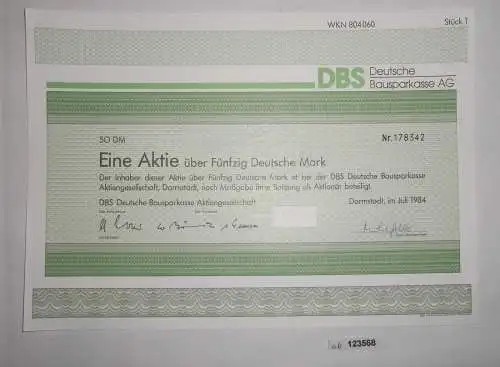 WKN 804060 Stück 1
DBS Deutsche
Bausparkasse AG
50 DM Nr.178342
Eine Aktie über Fünfzig Deutsche Mark
Der Inhaber dieser Aktie über Fünfzig Deutsche Mark ist bei der DBS Deutsche Bausparkasse
Aktiengesellschaft, Darmstadt, nach Maßgabe ihrer Satzung als Aktionär beteiligt.
DBS Deutsche Bausparkasse Aktiengesellschaft Darmstadt, im Juli 1984
123568